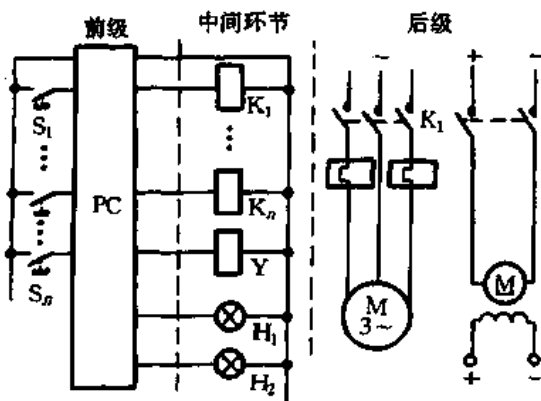 前级 中间环节 后级
~ + −
S₁ K₁ K₁
PC
Kₙ
Y
Sₙ
H₁
H₂
M
3~
M
+ −